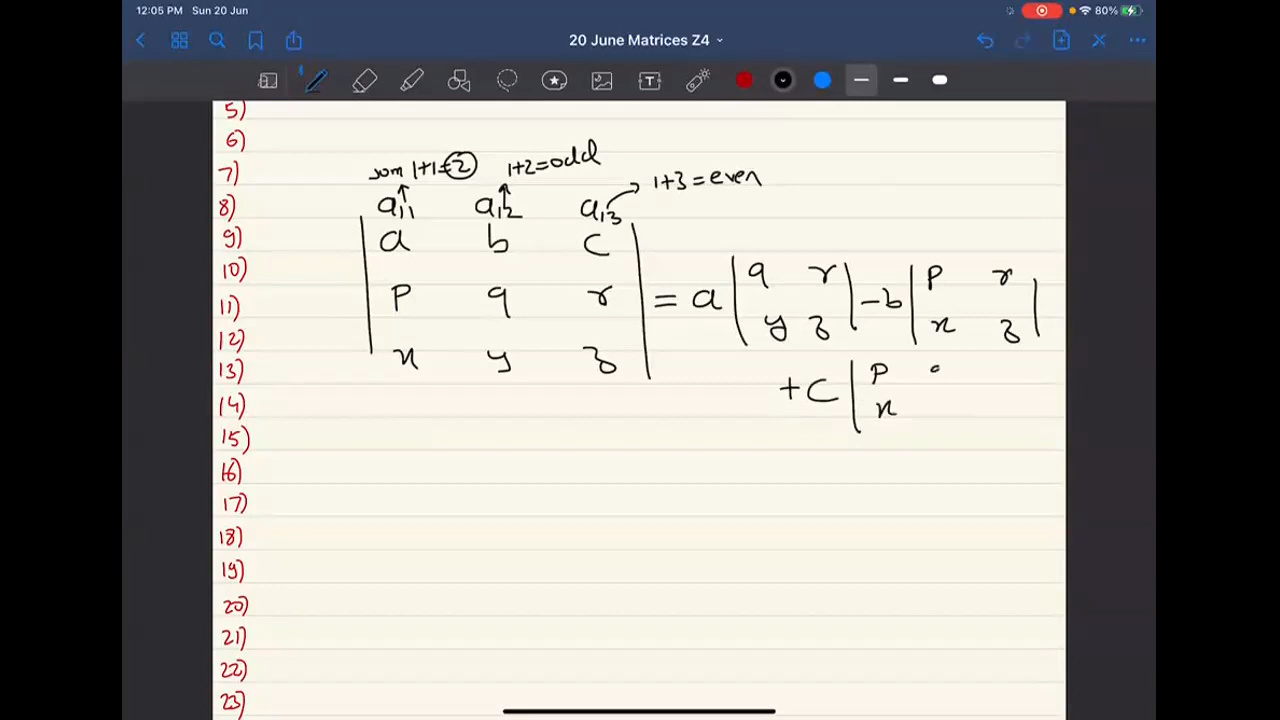 12:05 PM Sun 20 Jun 80%
20 June Matrices Z4
5)
6)
7) sum 1+1=2 1+2=odd 1+3=even
8) a11 a12 a13
9) a b c
10) p q r = a | q r | - b | p r |
11) | y z | | x z |
12) x y z
13) + c | p
14) | x
15)
16)
17)
18)
19)
20)
21)
22)
23)